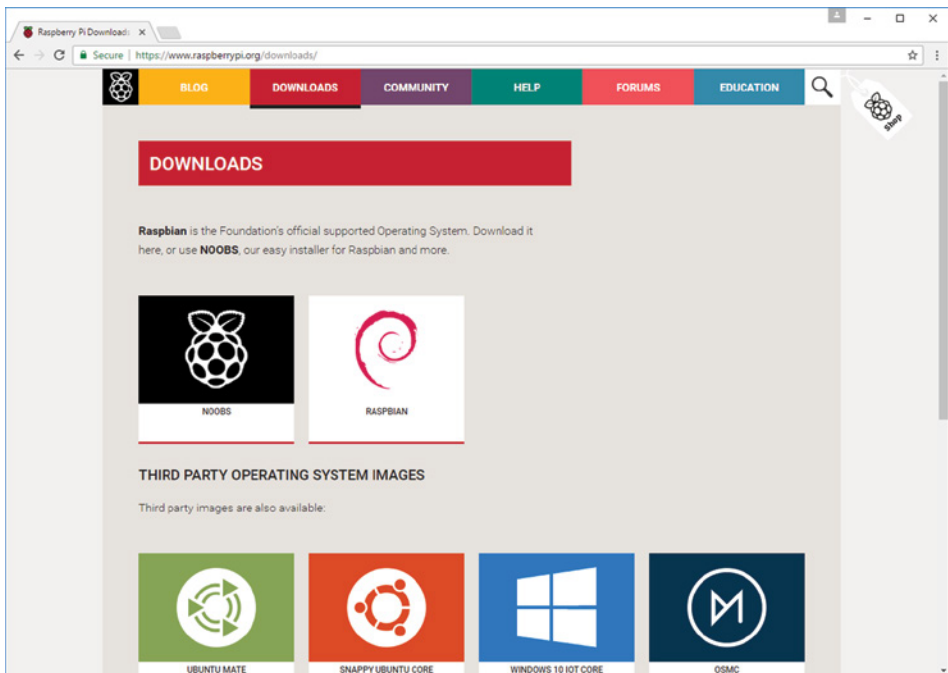 Raspberry Pi Downloads
Secure | https://www.raspberrypi.org/downloads/
BLOG DOWNLOADS COMMUNITY HELP FORUMS EDUCATION
shop
DOWNLOADS
Raspbian is the Foundation's official supported Operating System. Download it
here, or use NOOBS, our easy installer for Raspbian and more.
NOOBS RASPBIAN
THIRD PARTY OPERATING SYSTEM IMAGES
Third party images are also available:
UBUNTU MATE SNAPPY UBUNTU CORE WINDOWS 10 IOT CORE OSMC